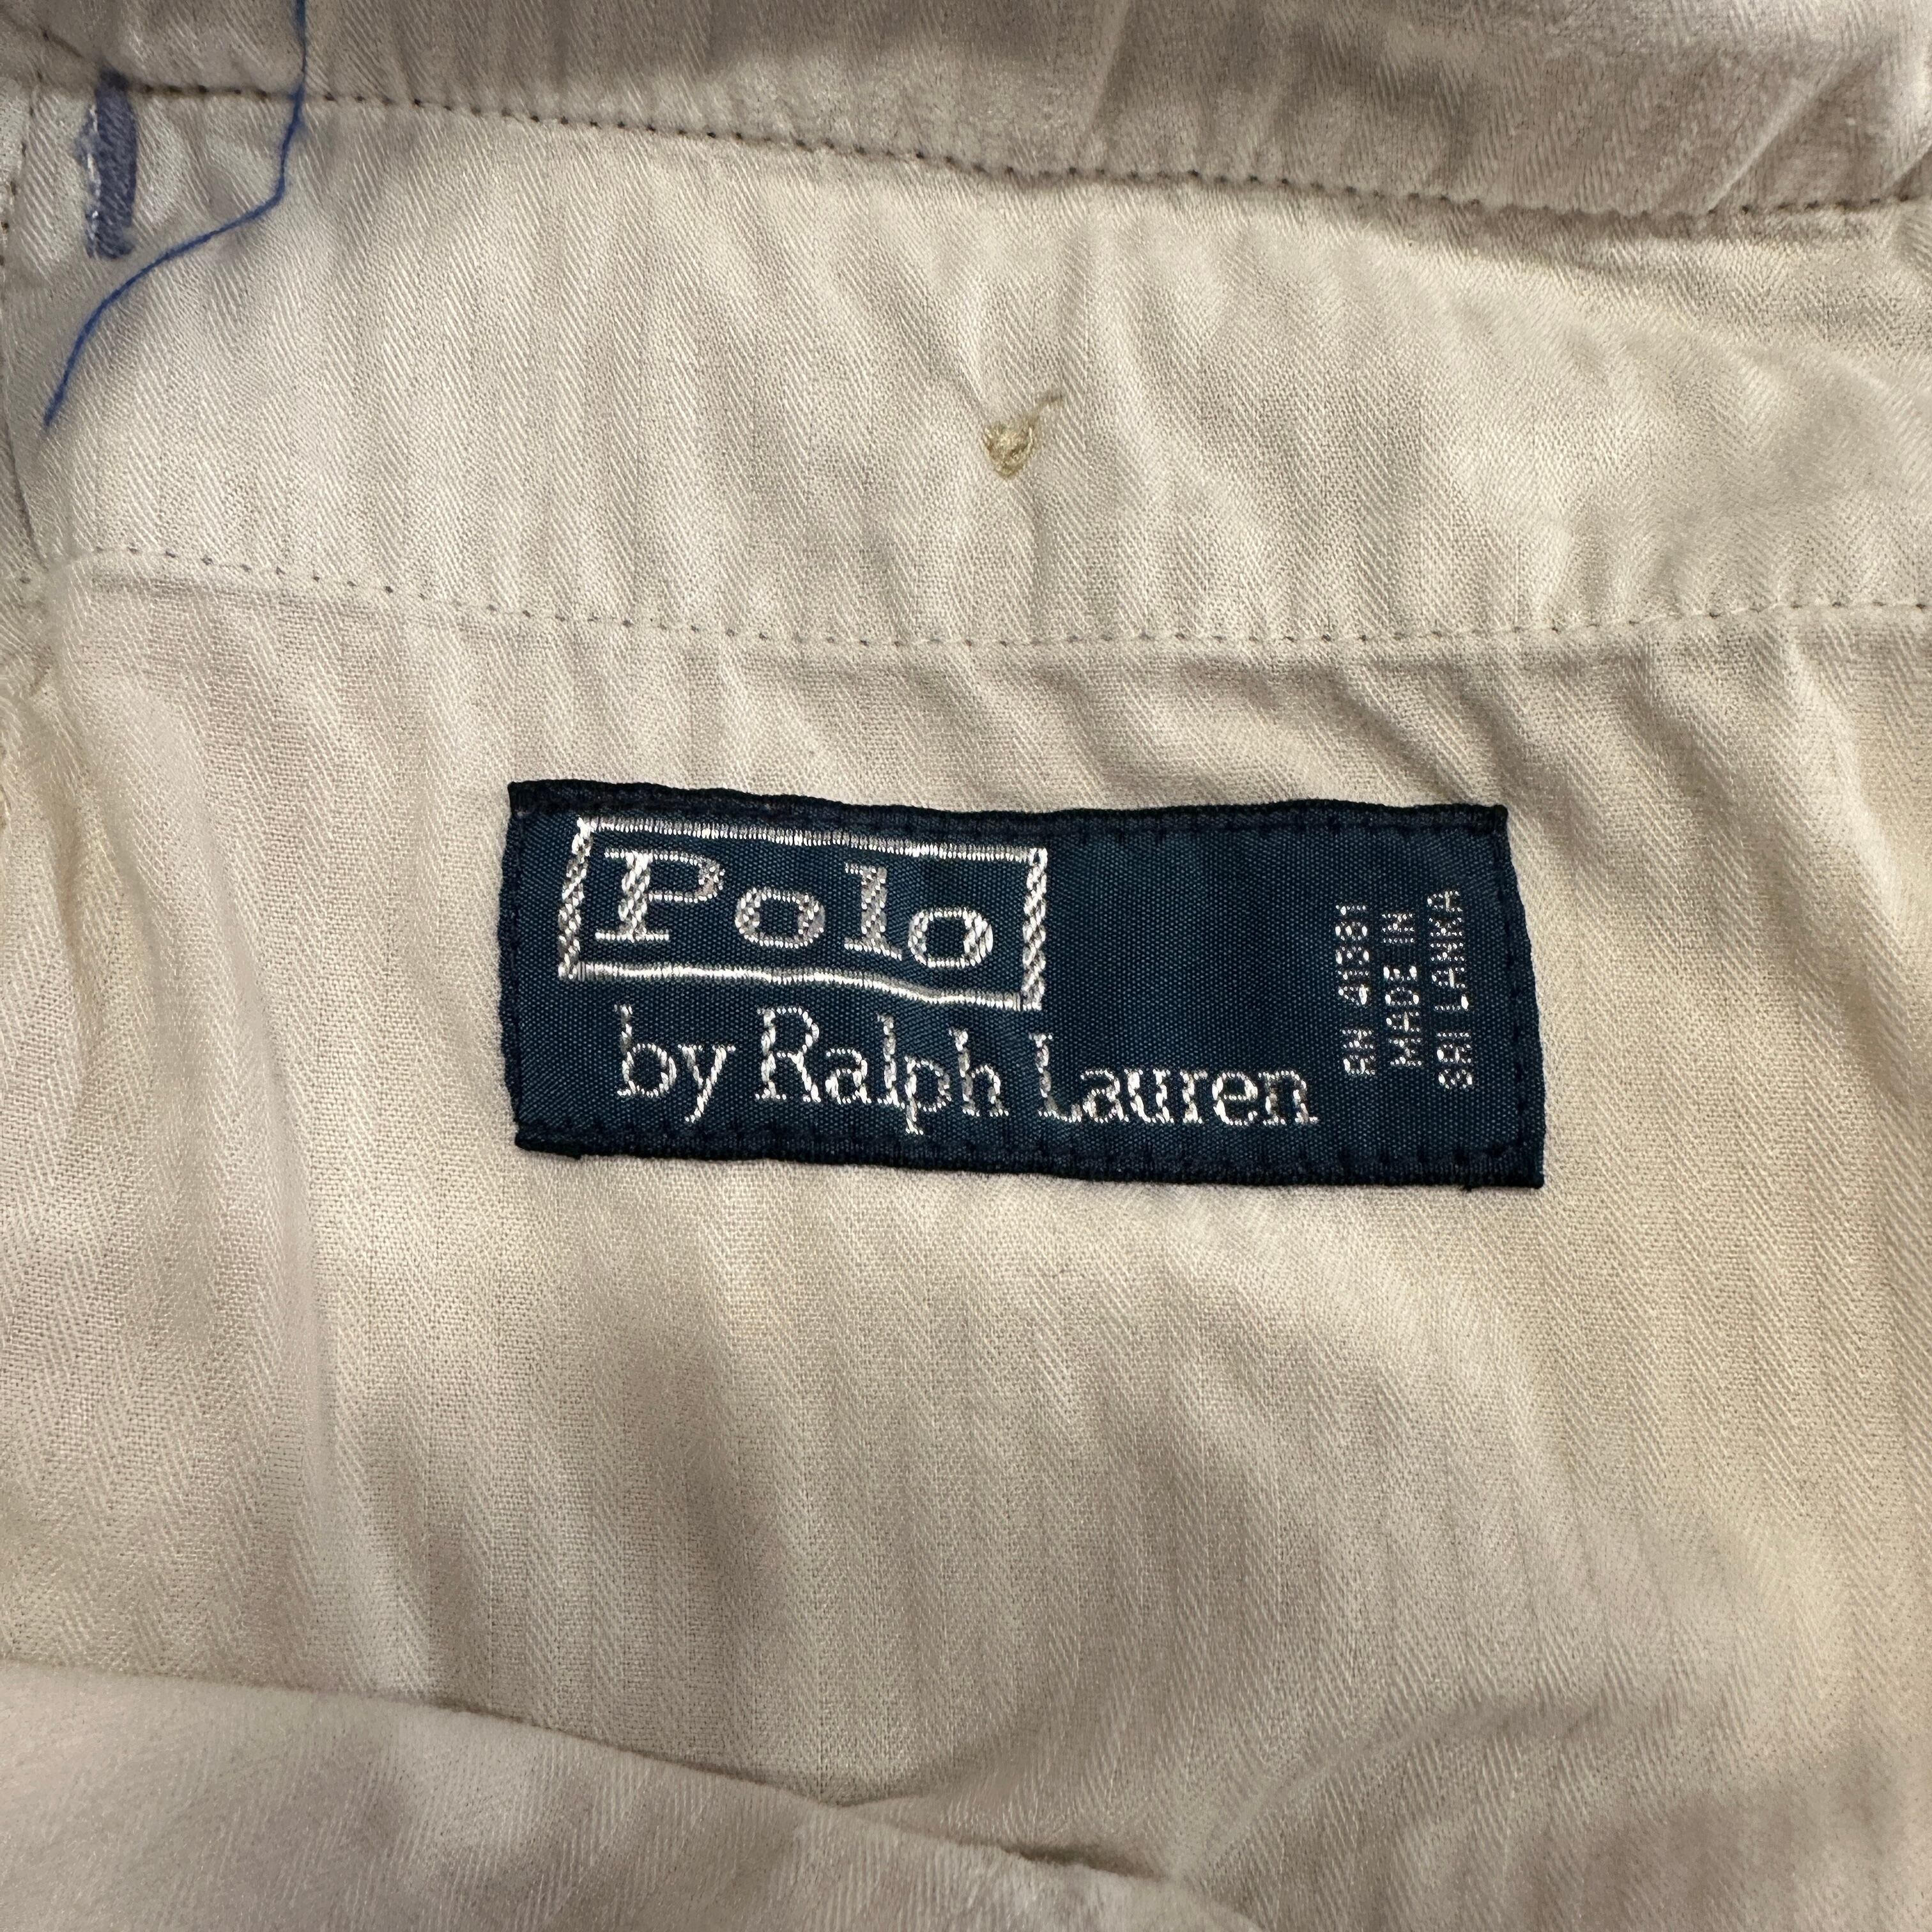 Polo
by Ralph Lauren
RN 41381
MADE IN
SRI LANKA